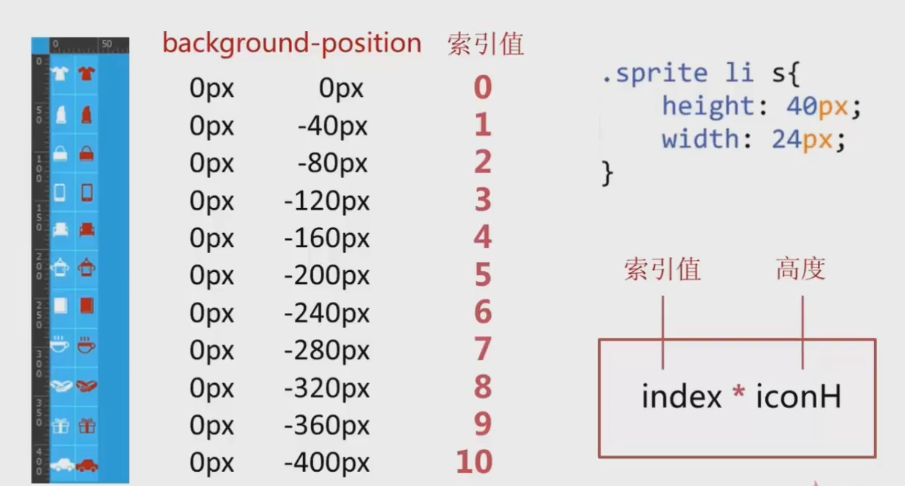 0 50
0
50
100
150
200
250
300
350
400
background-position 索引值
0px 0px 0
0px -40px 1
0px -80px 2
0px -120px 3
0px -160px 4
0px -200px 5
0px -240px 6
0px -280px 7
0px -320px 8
0px -360px 9
0px -400px 10
.sprite li s{
height: 40px;
width: 24px;
}
索引值 高度
index * iconH